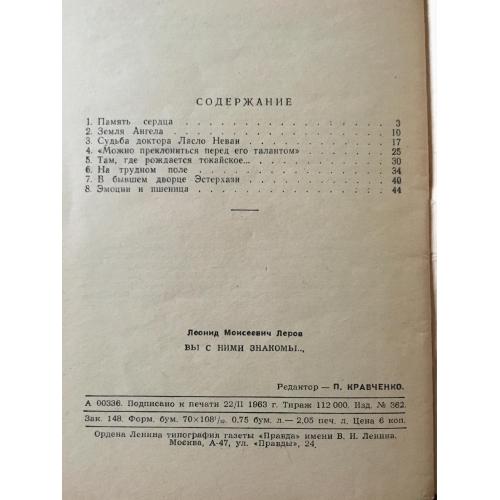 СОДЕРЖАНИЕ
1. Память сердца . . . . . . . . . . . . . 3
2. Земля Ангела . . . . . . . . . . . . . 10
3. Судьба доктора Ласло Неваи . . . . . . . . . 17
4. «Можно преклониться перед его талантом» . . . . . . 25
5. Там, где рождается токайское... . . . . . . . . . 30
6. На трудном поле . . . . . . . . . . . . 34
7. В бывшем дворце Эстерхази . . . . . . . . . 40
8. Эмоции и пшеница . . . . . . . . . . . . 44
Леонид Моисеевич Леров
ВЫ С НИМИ ЗНАКОМЫ...
Редактор — П. КРАВЧЕНКО.
А 00336. Подписано к печати 22/II 1963 г. Тираж 112 000. Изд. № 362.
Зак. 148. Форм. бум. 70×108¹/₃₂. 0,75 бум. л.— 2,05 печ. л. Цена 6 коп.
Ордена Ленина типография газеты «Правда» имени В. И. Ленина.
Москва, А-47, ул. «Правды», 24.